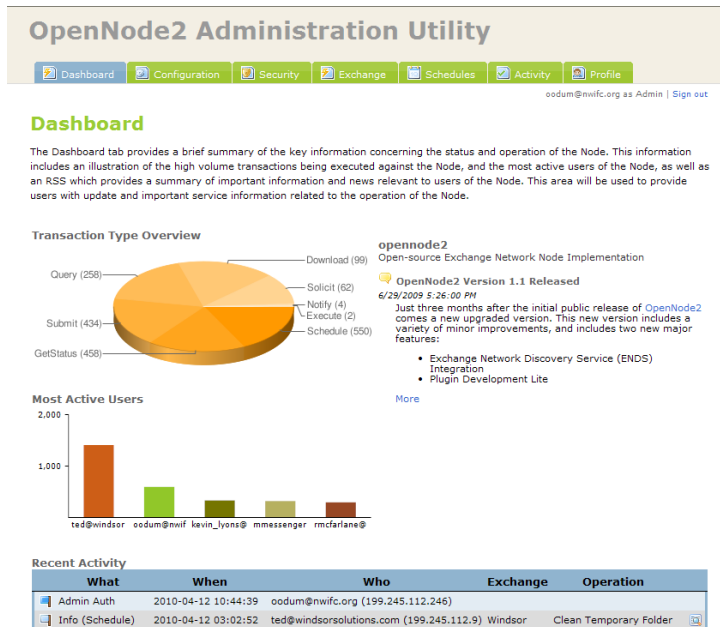 OpenNode2 Administration Utility
Dashboard Configuration Security Exchange Schedules Activity Profile
oodum@nwifc.org as Admin | Sign out
Dashboard
The Dashboard tab provides a brief summary of the key information concerning the status and operation of the Node. This information
includes an illustration of the high volume transactions being executed against the Node, and the most active users of the Node, as well as
an RSS which provides a summary of important information and news relevant to users of the Node. This area will be used to provide
users with update and important service information related to the operation of the Node.
Transaction Type Overview
Download (99)
Query (258)
Solicit (62)
Notify (4)
Execute (2)
Submit (434)
Schedule (550)
GetStatus (458)
opennode2
Open-source Exchange Network Node Implementation
OpenNode2 Version 1.1 Released
6/29/2009 5:26:00 PM
Just three months after the initial public release of OpenNode2
comes a new upgraded version. This new version includes a
variety of minor improvements, and includes two new major
features:
• Exchange Network Discovery Service (ENDS)
Integration
• Plugin Development Lite
More
Most Active Users
2,000
1,000
ted@windsor oodum@nwif kevin_lyons@ mmessenger rmcfarlane@
Recent Activity
What When Who Exchange Operation
Admin Auth 2010-04-12 10:44:39 oodum@nwifc.org (199.245.112.246)
Info (Schedule) 2010-04-12 03:02:52 ted@windsorsolutions.com (199.245.112.9) Windsor Clean Temporary Folder